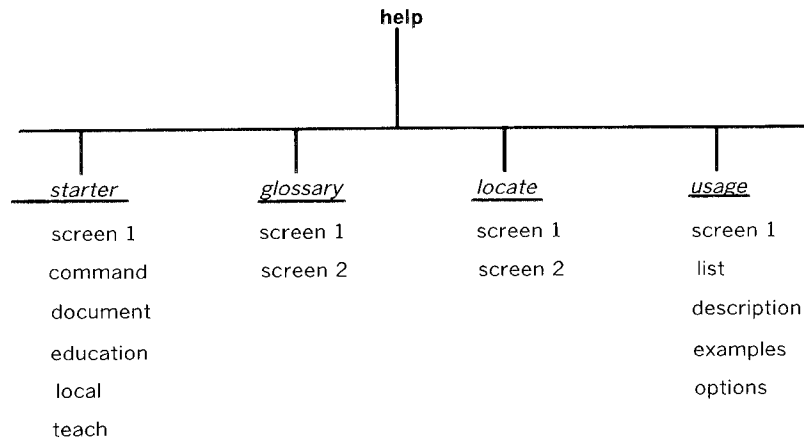 help
starter glossary locate usage
screen 1 screen 1 screen 1 screen 1
command screen 2 screen 2 list
document description
education examples
local options
teach